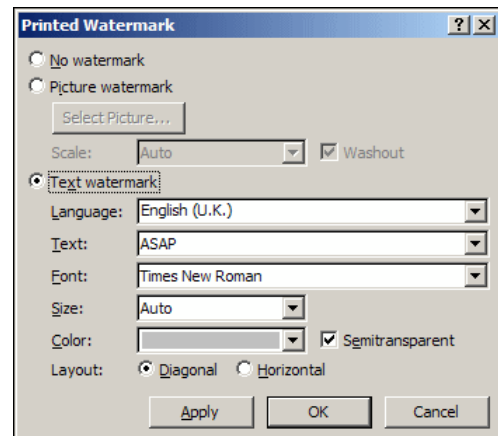 Printed Watermark ? X
No watermark
Picture watermark
Select Picture...
Scale: Auto Washout
Text watermark
Language: English (U.K.)
Text: ASAP
Font: Times New Roman
Size: Auto
Color: Semitransparent
Layout: Diagonal Horizontal
Apply OK Cancel